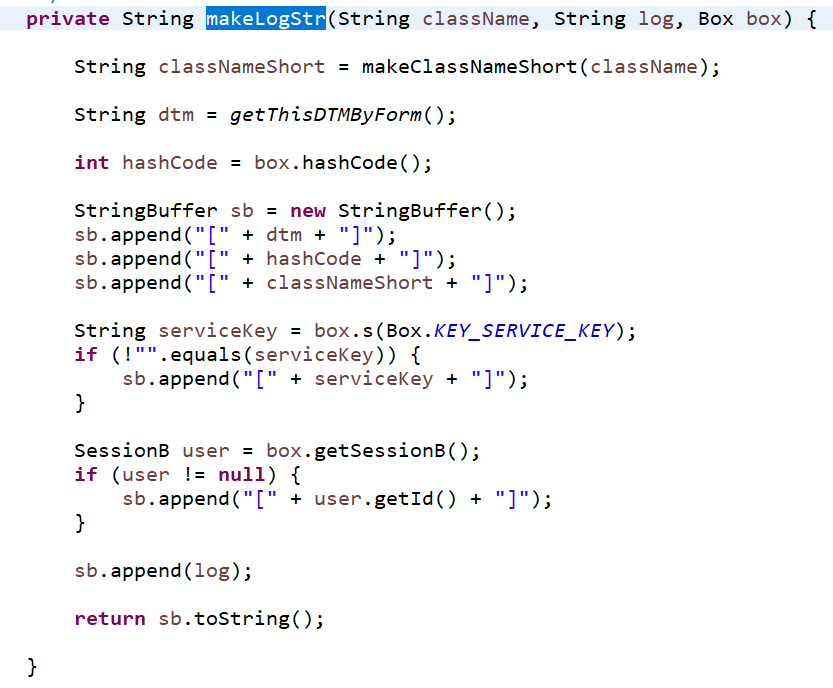 private String makeLogStr(String className, String log, Box box) {
String classNameShort = makeClassNameShort(className);
String dtm = getThisDTMByForm();
int hashCode = box.hashCode();
StringBuffer sb = new StringBuffer();
sb.append("[" + dtm + "]");
sb.append("[" + hashCode + "]");
sb.append("[" + classNameShort + "]");
String serviceKey = box.s(Box.KEY_SERVICE_KEY);
if (!"".equals(serviceKey)) {
sb.append("[" + serviceKey + "]");
}
SessionB user = box.getSessionB();
if (user != null) {
sb.append("[" + user.getId() + "]");
}
sb.append(log);
return sb.toString();
}